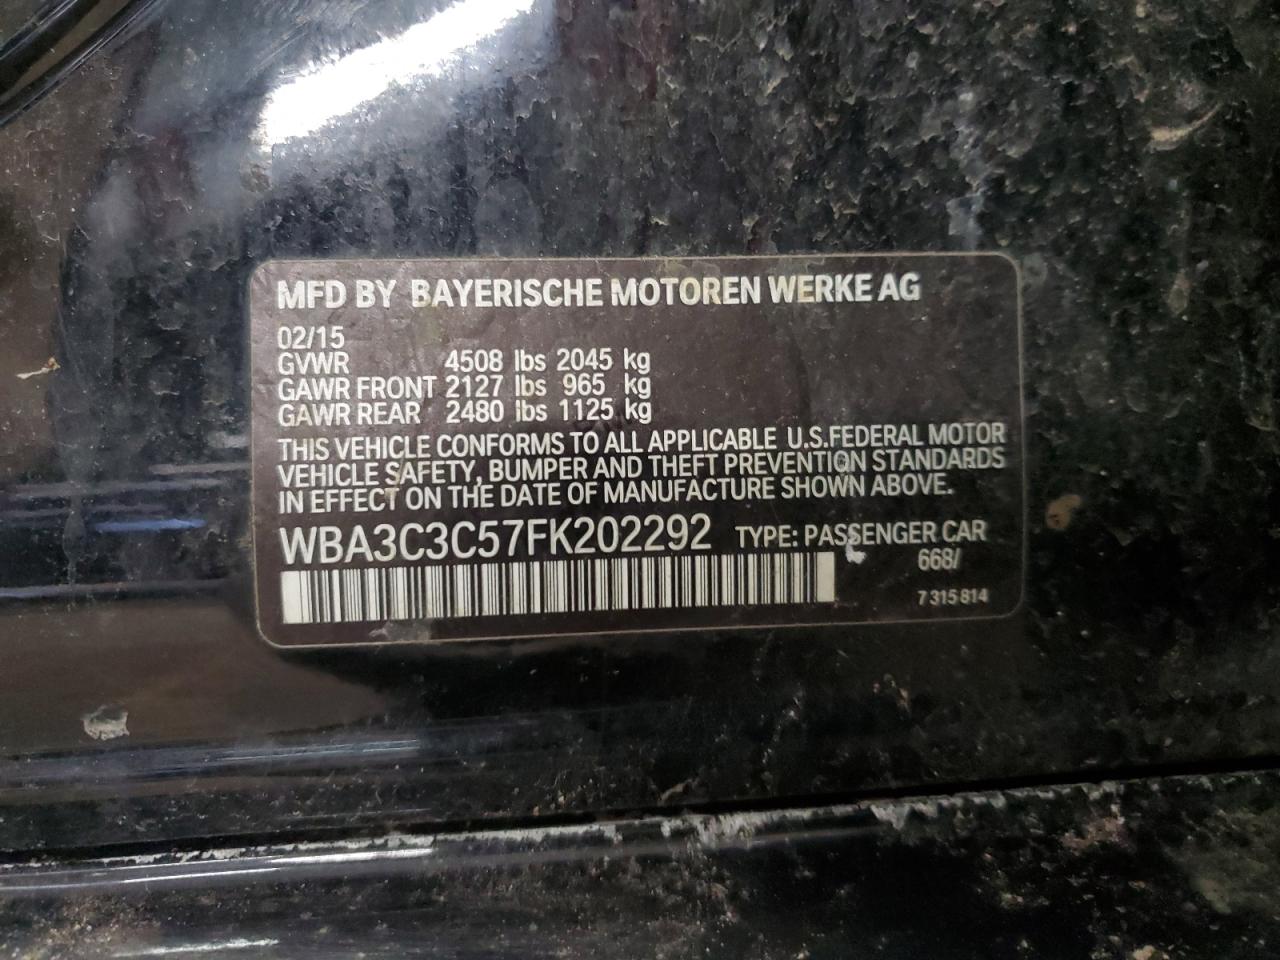 MFD BY BAYERISCHE MOTOREN WERKE AG
02/15
GVWR 4508 lbs 2045 kg
GAWR FRONT 2127 lbs 965 kg
GAWR REAR 2480 lbs 1125 kg
THIS VEHICLE CONFORMS TO ALL APPLICABLE U.S.FEDERAL MOTOR
VEHICLE SAFETY, BUMPER AND THEFT PREVENTION STANDARDS
IN EFFECT ON THE DATE OF MANUFACTURE SHOWN ABOVE.
WBA3C3C57FK202292 TYPE: PASSENGER CAR
668/
7 315 814